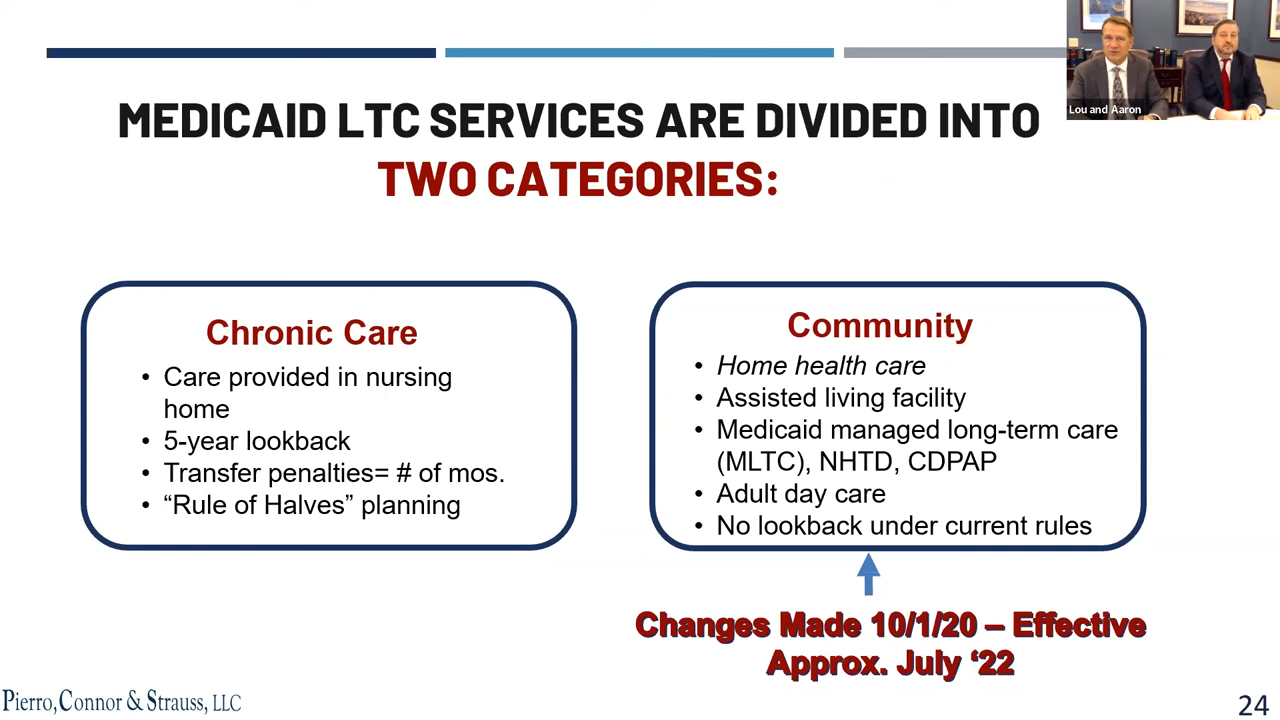 Lou and Aaron
MEDICAID LTC SERVICES ARE DIVIDED INTO
TWO CATEGORIES:
Chronic Care
• Care provided in nursing
home
• 5-year lookback
• Transfer penalties= # of mos.
• “Rule of Halves” planning
Community
• Home health care
• Assisted living facility
• Medicaid managed long-term care
(MLTC), NHTD, CDPAP
• Adult day care
• No lookback under current rules
Changes Made 10/1/20 – Effective
Approx. July ‘22
Pierro, Connor & Strauss, LLC
24